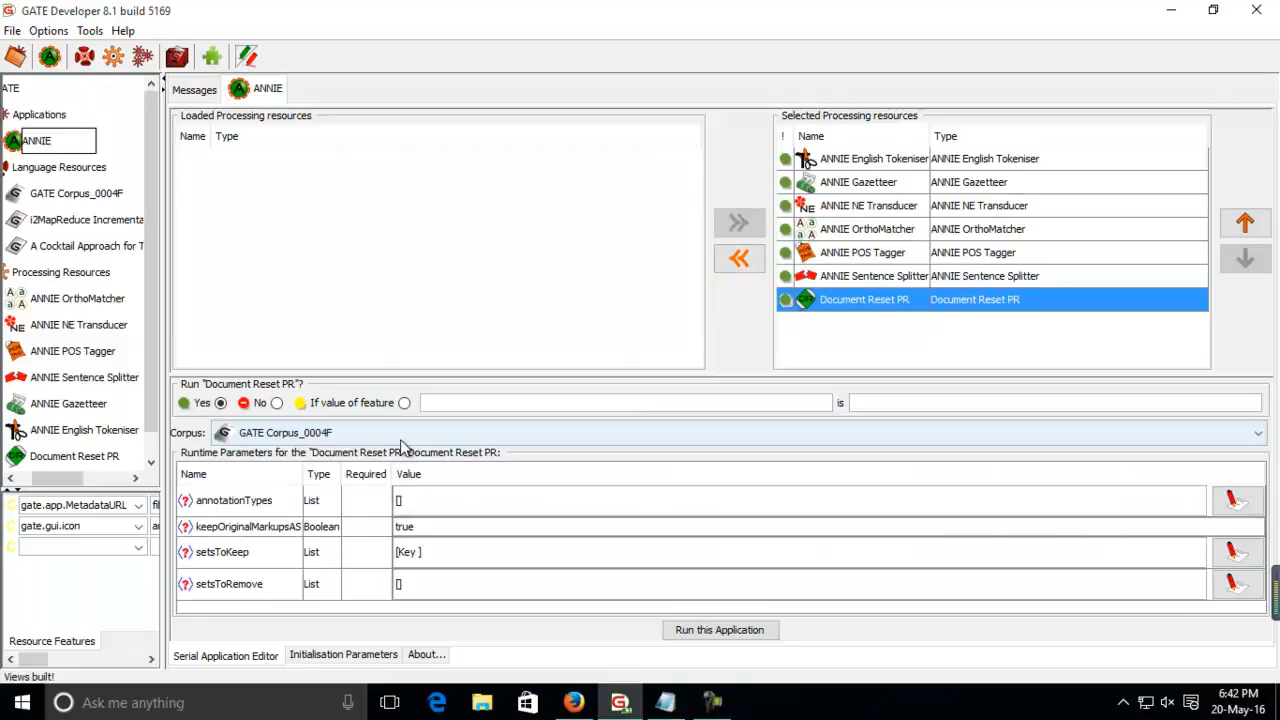 GATE Developer 8.1 build 5169
File Options Tools Help
ATE
Applications
ANNIE
Language Resources
GATE Corpus_0004F
i2MapReduce Incrementa
A Cocktail Approach for T
Processing Resources
ANNIE OrthoMatcher
ANNIE NE Transducer
ANNIE POS Tagger
ANNIE Sentence Splitter
ANNIE Gazetteer
ANNIE English Tokeniser
Document Reset PR
gate.app.MetadataURL fi
gate.gui.icon a
Resource Features
Messages ANNIE
Loaded Processing resources
Name Type
Selected Processing resources
! Name Type
ANNIE English Tokeniser ANNIE English Tokeniser
ANNIE Gazetteer ANNIE Gazetteer
ANNIE NE Transducer ANNIE NE Transducer
ANNIE OrthoMatcher ANNIE OrthoMatcher
ANNIE POS Tagger ANNIE POS Tagger
ANNIE Sentence Splitter ANNIE Sentence Splitter
Document Reset PR Document Reset PR
Run "Document Reset PR"?
Yes No If value of feature is
Corpus: GATE Corpus_0004F
Runtime Parameters for the "Document Reset PR Document Reset PR:
Name Type Required Value
<?> annotationTypes List []
<?> keepOriginalMarkupsAS Boolean true
<?> setsToKeep List [Key ]
<?> setsToRemove List []
Run this Application
Serial Application Editor Initialisation Parameters About...
Views built!
Ask me anything
6:42 PM
20-May-16